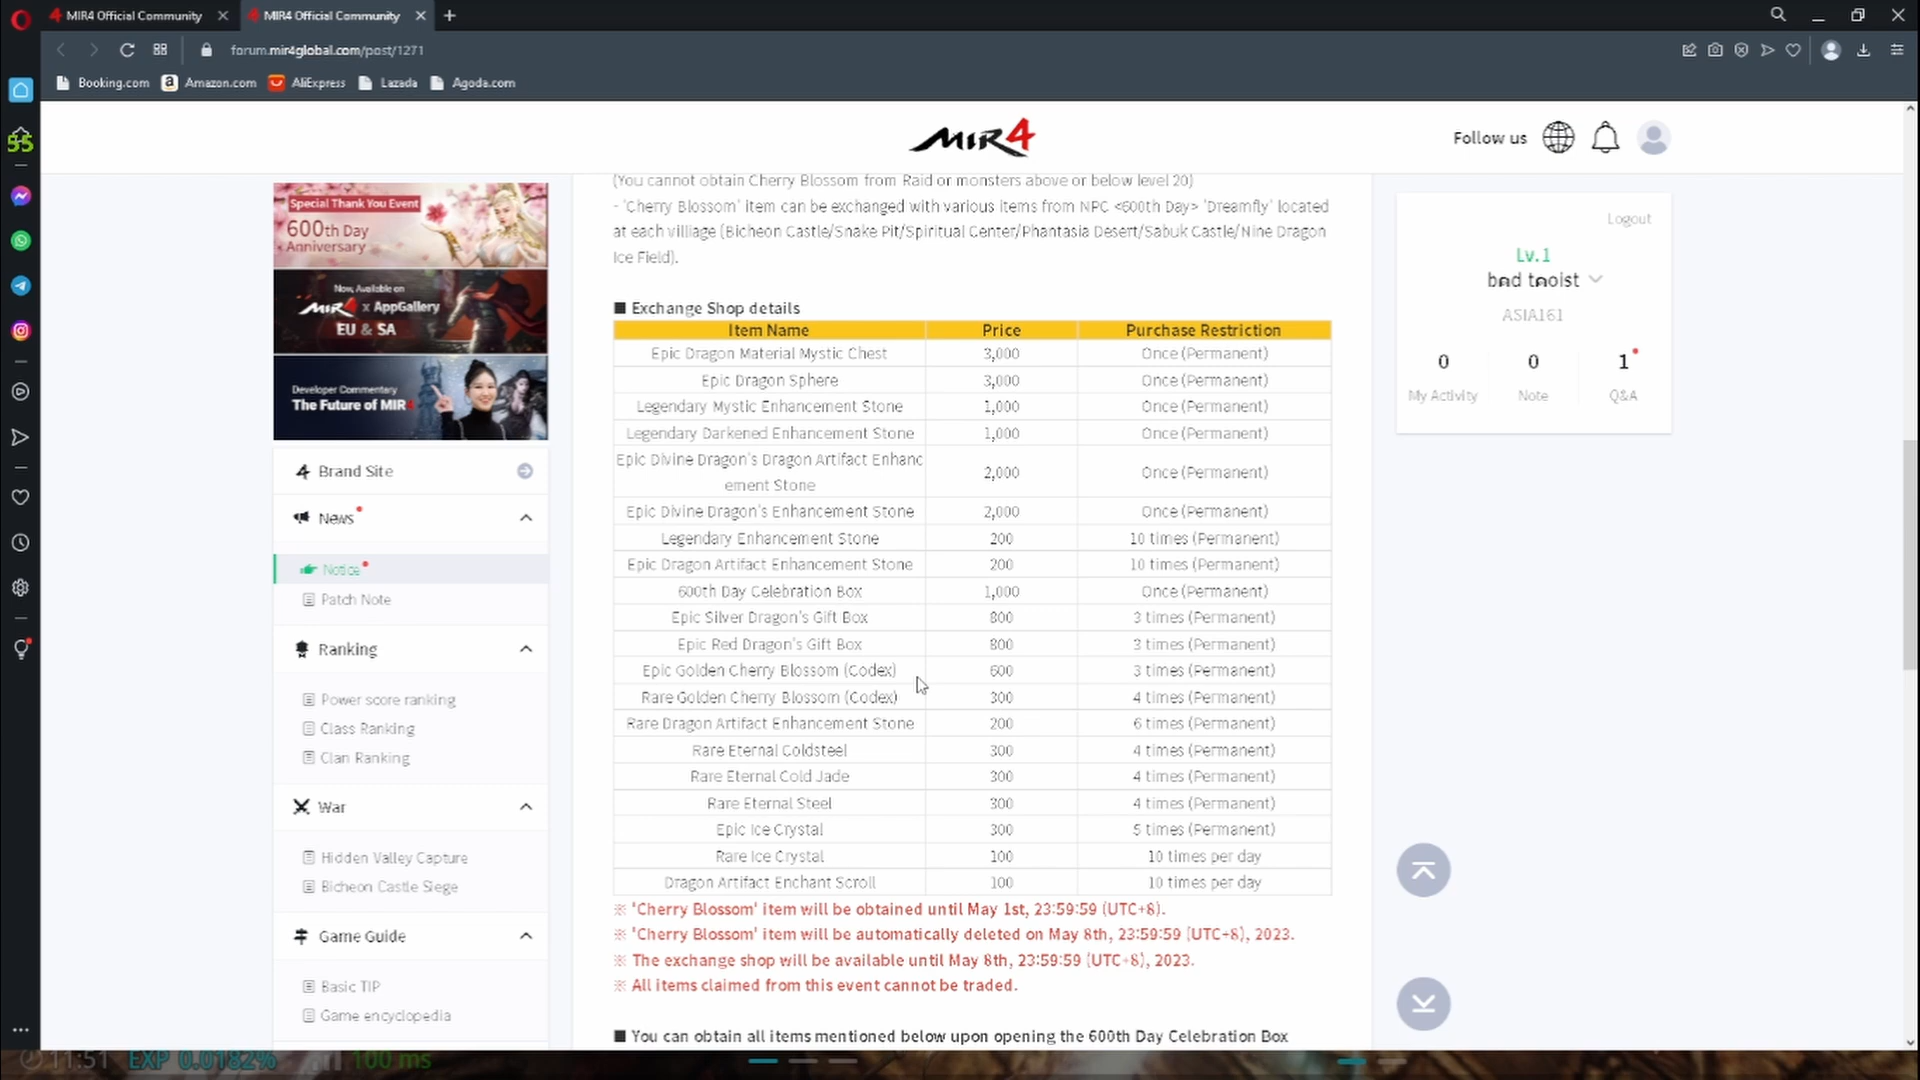 MIR4 Official Community
MIR4 Official Community
forum.mir4global.com/post/1271
Booking.com
Amazon.com
AliExpress
Lazada
Agoda.com
MIR4
Follow us
Special Thank You Event
600th Day
Anniversary
Now, Available on
MIR4 x AppGallery
EU & SA
Developer Commentary
The Future of MIR4
Brand Site
News
Notice
Patch Note
Ranking
Power score ranking
Class Ranking
Clan Ranking
War
Hidden Valley Capture
Bicheon Castle Siege
Game Guide
Basic TIP
Game encyclopedia
(You cannot obtain Cherry Blossom from Raid or monsters above or below level 20)
- 'Cherry Blossom' item can be exchanged with various items from NPC <600th Day> 'Dreamfly' located
at each villiage (Bicheon Castle/Snake Pit/Spiritual Center/Phantasia Desert/Sabuk Castle/Nine Dragon
Ice Field).
■ Exchange Shop details
Item Name Price Purchase Restriction
Epic Dragon Material Mystic Chest 3,000 Once (Permanent)
Epic Dragon Sphere 3,000 Once (Permanent)
Legendary Mystic Enhancement Stone 1,000 Once (Permanent)
Legendary Darkened Enhancement Stone 1,000 Once (Permanent)
Epic Divine Dragon's Dragon Artifact Enhanc
ement Stone 2,000 Once (Permanent)
Epic Divine Dragon's Enhancement Stone 2,000 Once (Permanent)
Legendary Enhancement Stone 200 10 times (Permanent)
Epic Dragon Artifact Enhancement Stone 200 10 times (Permanent)
600th Day Celebration Box 1,000 Once (Permanent)
Epic Silver Dragon's Gift Box 800 3 times (Permanent)
Epic Red Dragon's Gift Box 800 3 times (Permanent)
Epic Golden Cherry Blossom (Codex) 600 3 times (Permanent)
Rare Golden Cherry Blossom (Codex) 300 4 times (Permanent)
Rare Dragon Artifact Enhancement Stone 200 6 times (Permanent)
Rare Eternal Coldsteel 300 4 times (Permanent)
Rare Eternal Cold Jade 300 4 times (Permanent)
Rare Eternal Steel 300 4 times (Permanent)
Epic Ice Crystal 300 5 times (Permanent)
Rare Ice Crystal 100 10 times per day
Dragon Artifact Enchant Scroll 100 10 times per day
※ 'Cherry Blossom' item will be obtained until May 1st, 23:59:59 (UTC+8).
※ 'Cherry Blossom' item will be automatically deleted on May 8th, 23:59:59 (UTC+8), 2023.
※ The exchange shop will be available until May 8th, 23:59:59 (UTC+8), 2023.
※ All items claimed from this event cannot be traded.
■ You can obtain all items mentioned below upon opening the 600th Day Celebration Box
Logout
Lv.1
bคd tคoist
ASIA161
0 0 1
My Activity Note Q&A
11:51 EXP 0.0182% 100 ms